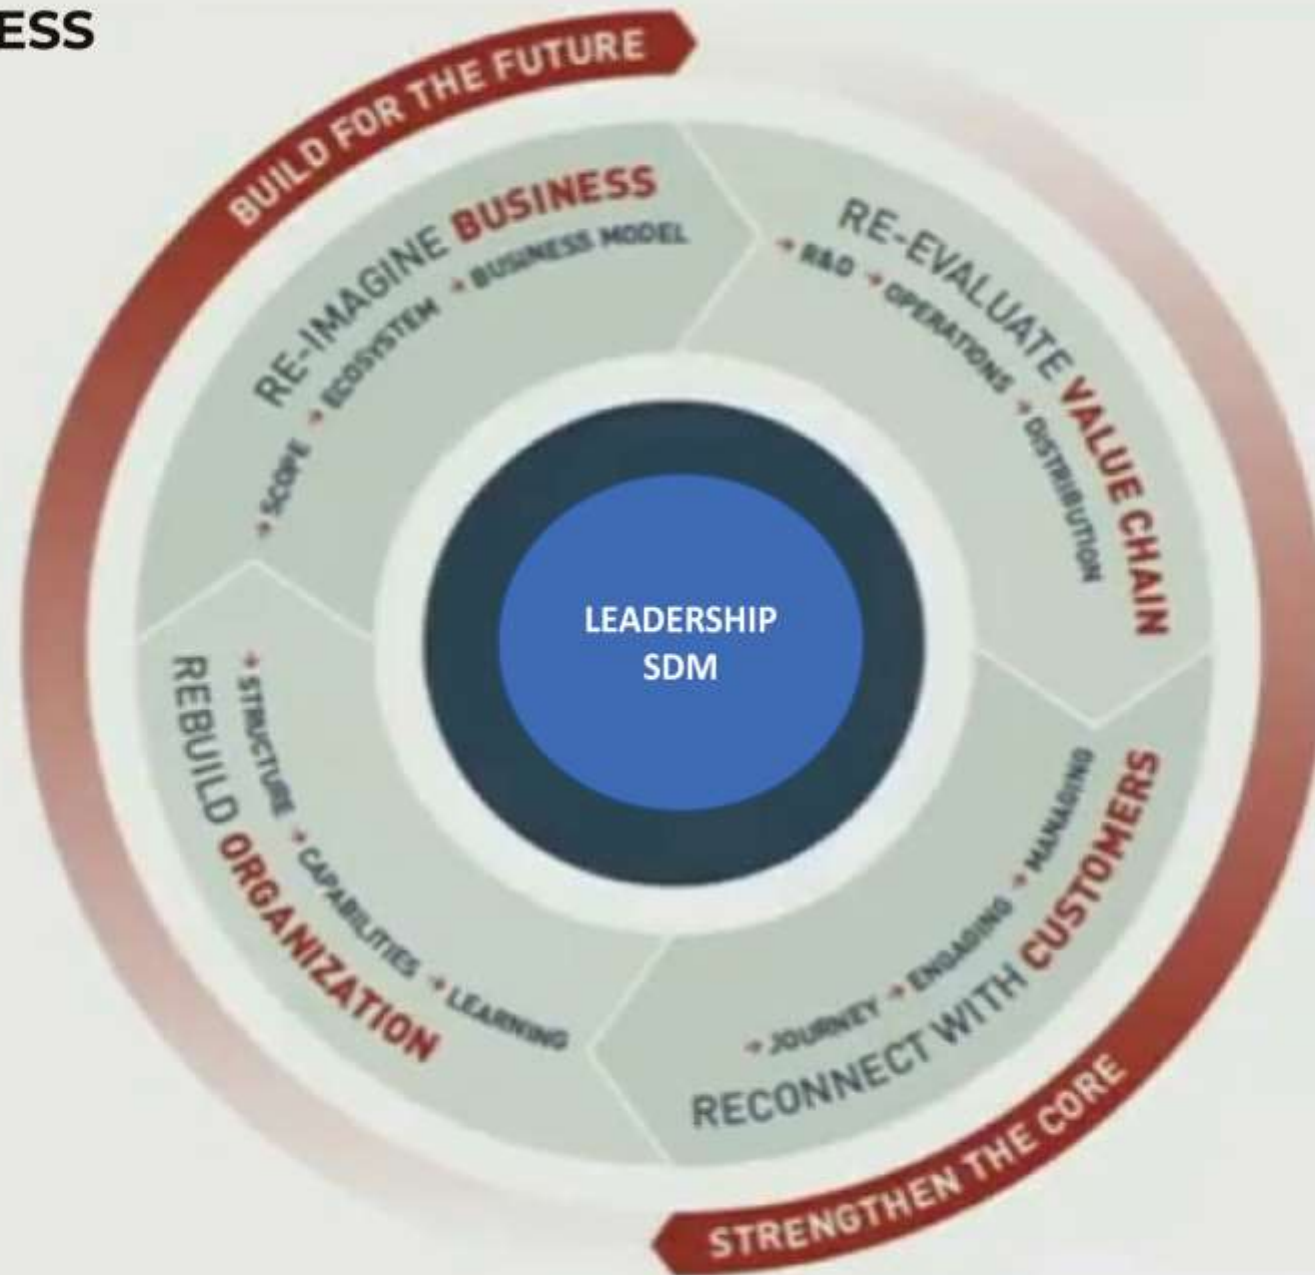 ESS
BUILD FOR THE FUTURE
RE-IMAGINE BUSINESS
→ SCOPE → ECOSYSTEM → BUSINESS MODEL
RE-EVALUATE VALUE CHAIN
→ R&D → OPERATIONS → DISTRIBUTION
LEADERSHIP
SDM
→ STRUCTURE → CAPABILITIES → LEARNING
REBUILD ORGANIZATION
→ JOURNEY → ENGAGING → MANAGING
RECONNECT WITH CUSTOMERS
STRENGTHEN THE CORE